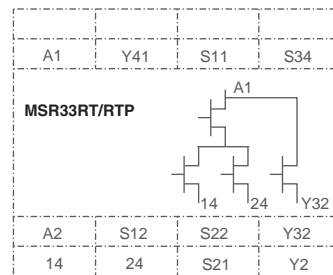 A1 Y41 S11 S34
A1
MSR33RT/RTP
14 24 Y32
A2 S12 S22 Y32
14 24 S21 Y2